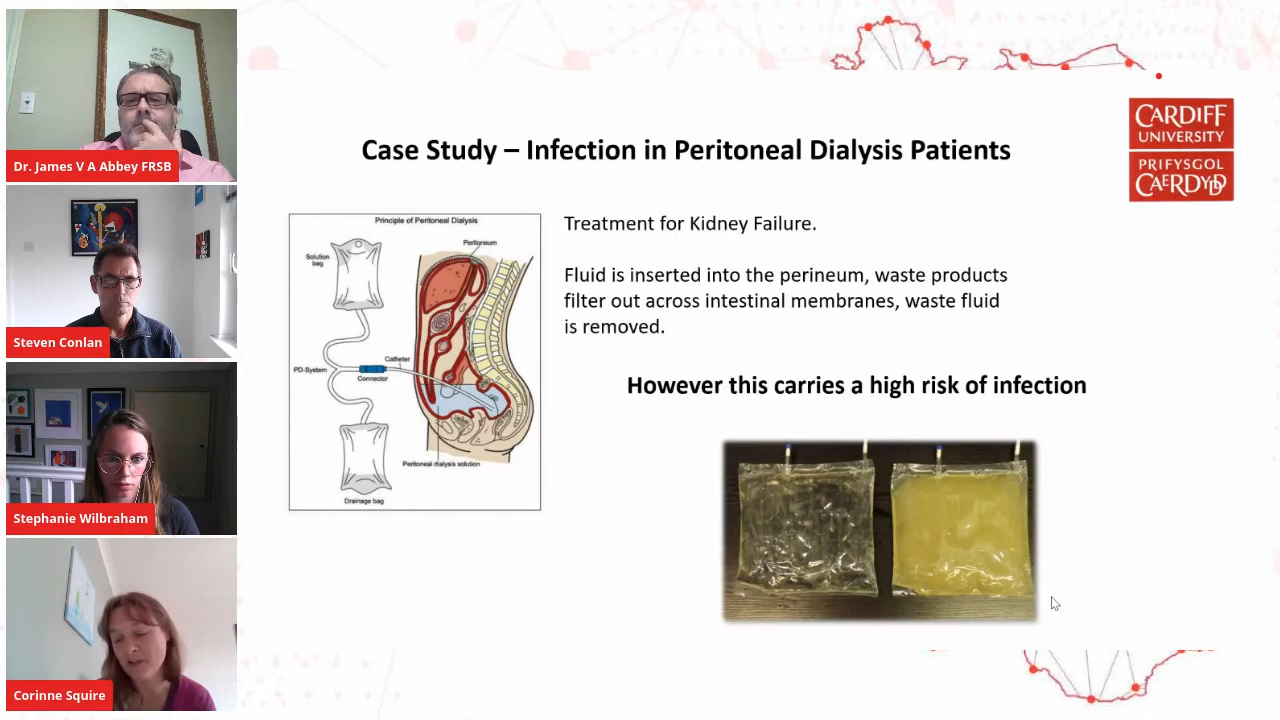 Dr. James V A Abbey FRSB
Steven Conlan
Stephanie Wilbraham
Corinne Squire
Case Study – Infection in Peritoneal Dialysis Patients
CARDIFF
UNIVERSITY
PRIFYSGOL
CAERDYDD
Principle of Peritoneal Dialysis
Peritoneum
Solution
bag
Catheter
PD-System
Connector
Peritoneal dialysis solution
Drainage bag
Treatment for Kidney Failure.
Fluid is inserted into the perineum, waste products
filter out across intestinal membranes, waste fluid
is removed.
However this carries a high risk of infection